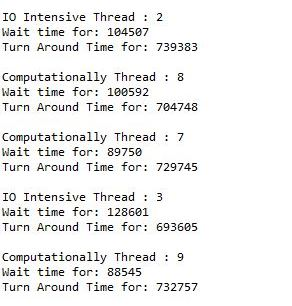 IO Intensive Thread : 2
Wait time for: 104507
Turn Around Time for: 739383
Computationally Thread : 8
Wait time for: 100592
Turn Around Time for: 704748
Computationally Thread : 7
Wait time for: 89750
Turn Around Time for: 729745
IO Intensive Thread : 3
Wait time for: 128601
Turn Around Time for: 693605
Computationally Thread : 9
Wait time for: 88545
Turn Around Time for: 732757